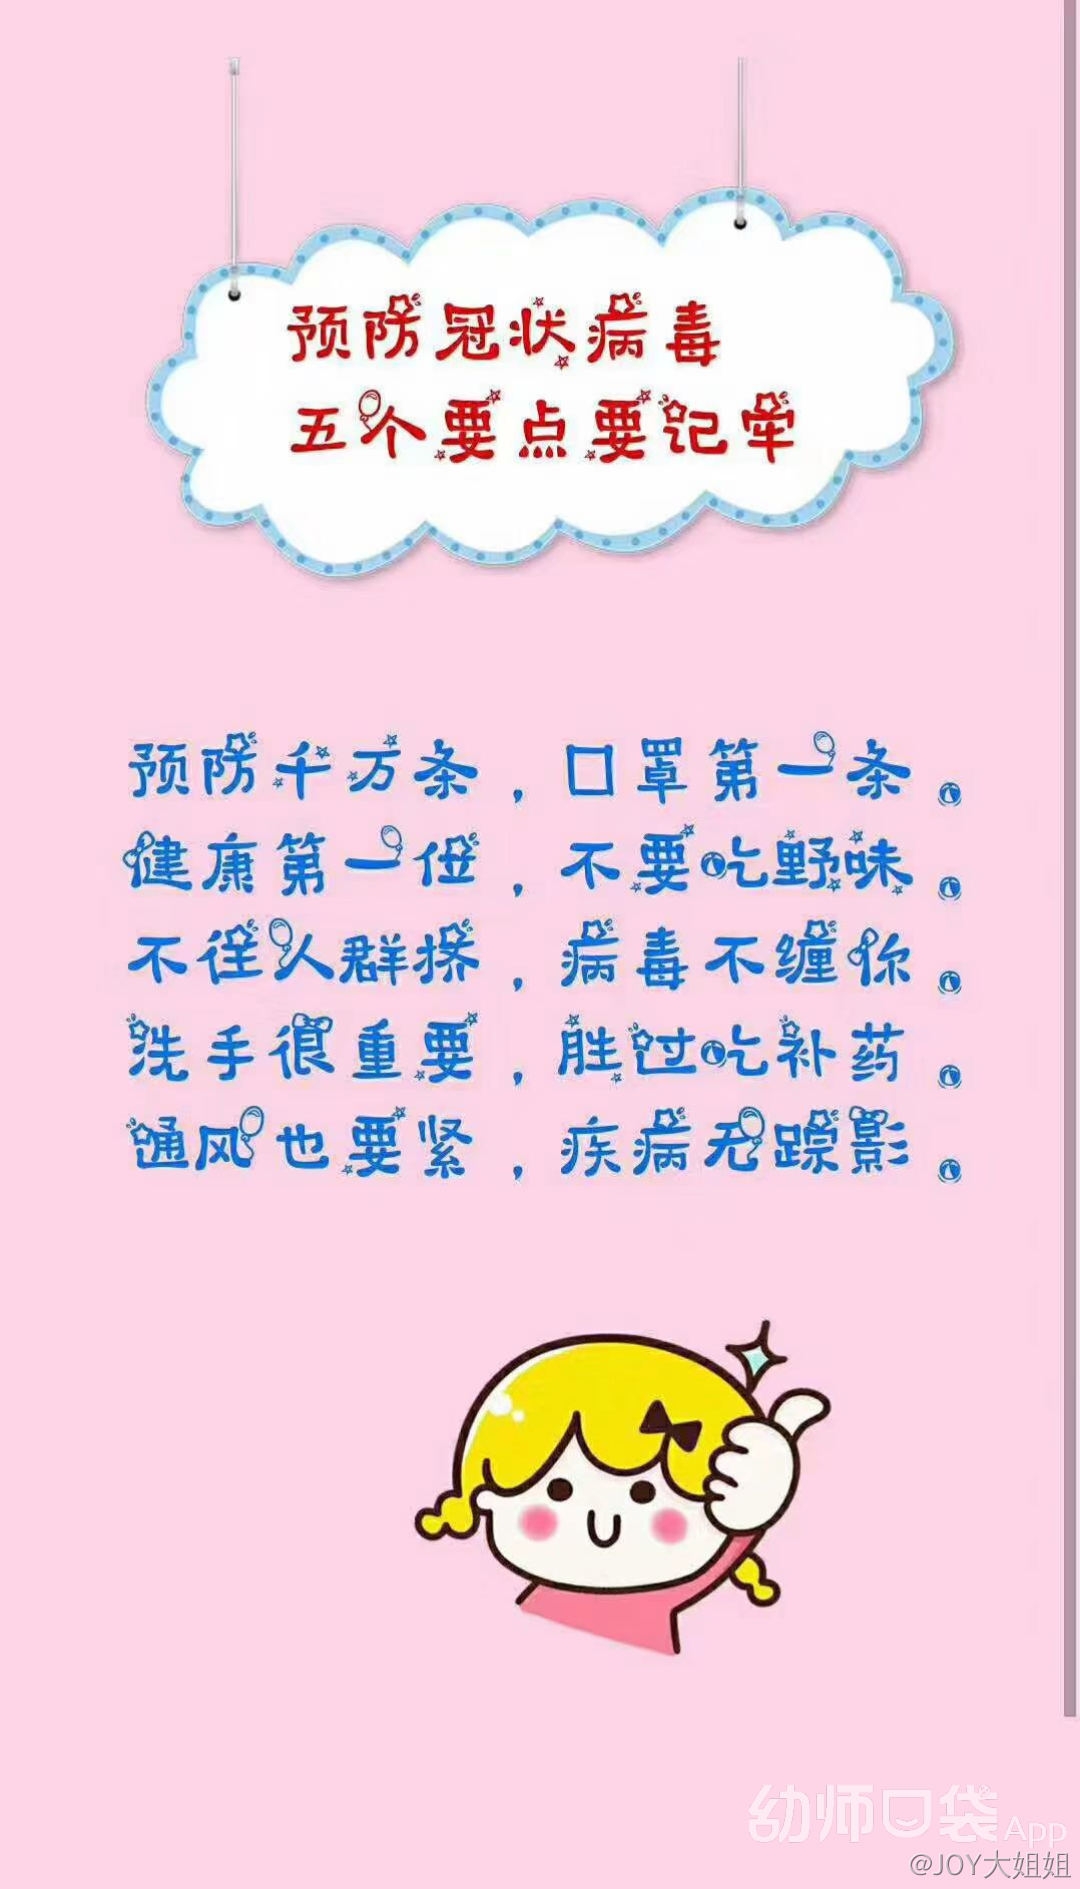 预防冠状病毒
五个要点要记牢
预防千万条，口罩第一条。
健康第一位，不要吃野味。
不往人群挤，病毒不缠你。
洗手很重要，胜过吃补药。
通风也要紧，疾病无踪影。
幼师口袋App
@JOY大姐姐